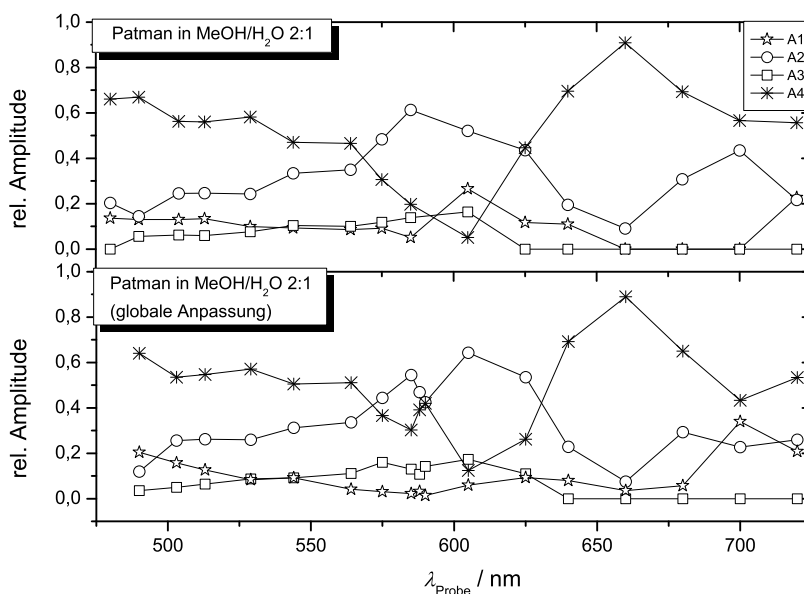 Patman in MeOH/H₂O 2:1
A1
A2
A3
A4
1,0
0,8
0,6
0,4
0,2
0,0
rel. Amplitude
Patman in MeOH/H₂O 2:1
(globale Anpassung)
1,0
0,8
0,6
0,4
0,2
0,0
rel. Amplitude
500
550
600
650
700
λProbe / nm